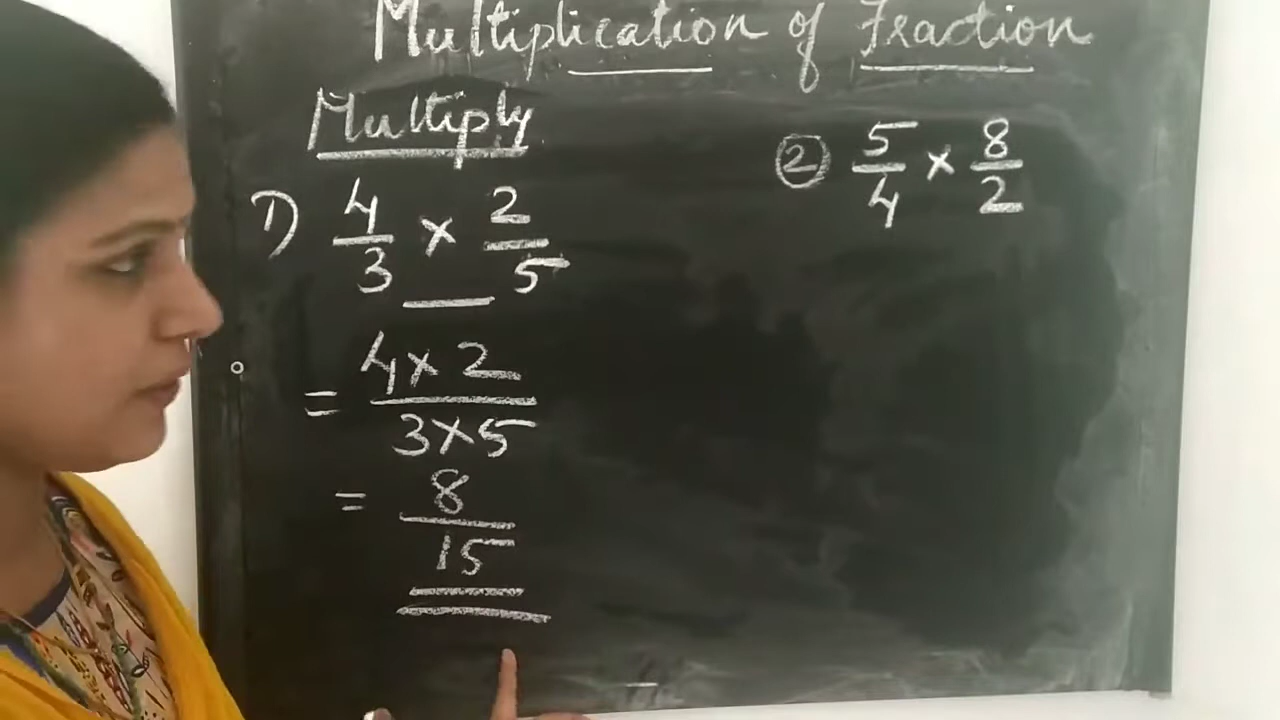 Multiplication of Fraction
Multiply
1) 4/3 × 2/5
= 4×2/3×5
= 8/15
② 5/4 × 8/2